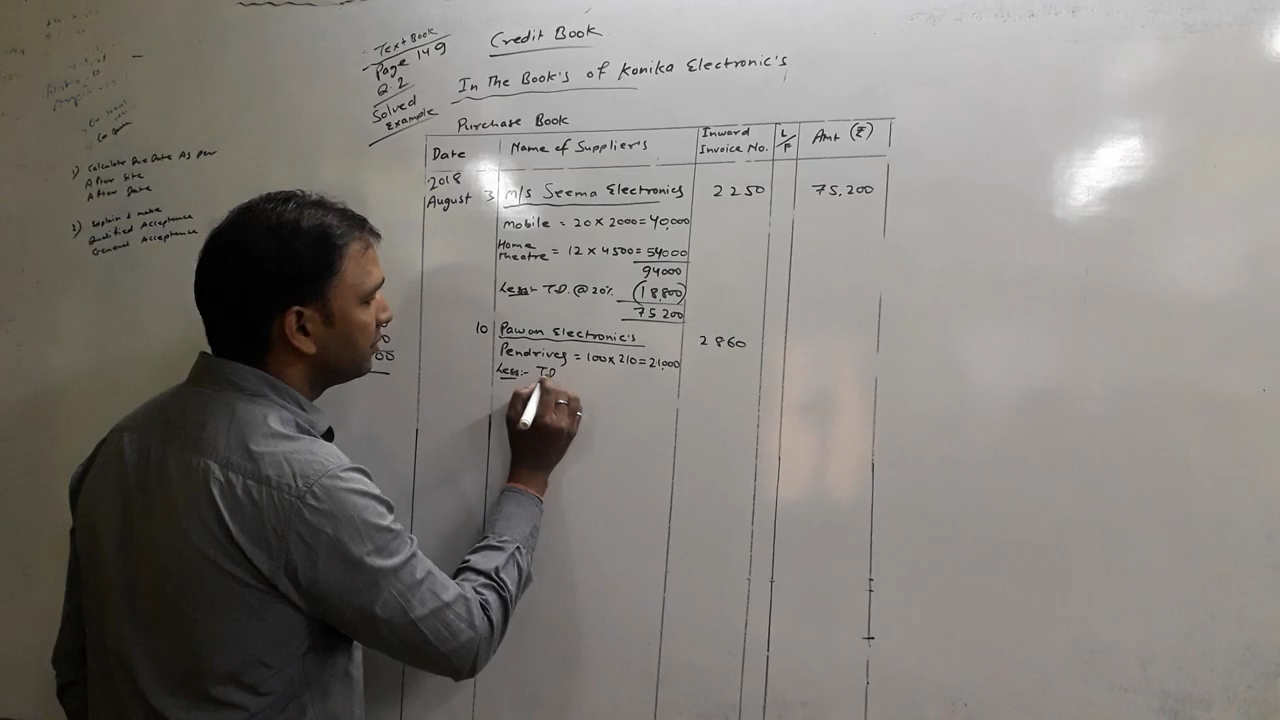 Text Book
Page 149
Q. 2
Solved
Example
Credit Book
In The Book's of Konika Electronic's
Purchase Book
Date
Name of Supplier's
Inward
Invoice No.
L/F
Amt (₹)
2018
August 3
M/s Seema Electronics
2250
75,200
Mobile = 20 x 2000 = 40,000
Home
Theatre = 12 x 4500 = 54000
94000
Less:- T.D. @ 20% (18,800)
75200
10 Pawan Electronic's
2860
Pendrives = 100 x 210 = 21,000
Less:- T.D
1) Calculate Due Date As per
After Site
After Date
2) Explain & make
Qualified Acceptance
General Acceptance